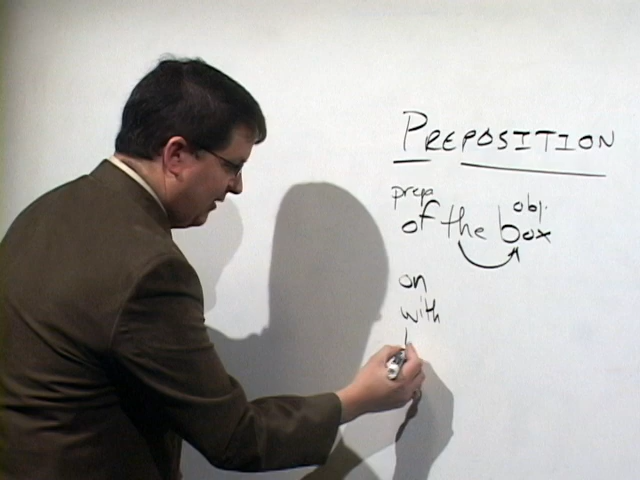 PREPOSITION
prep obj.
of the box
on
with